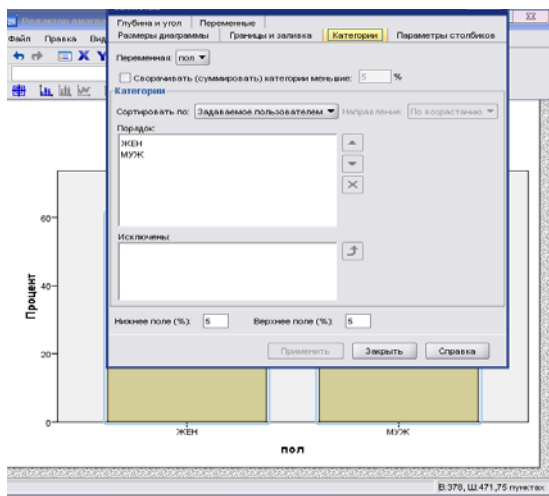 Редактор диаграмм
Файл Правка Вид
Глубина и угол Переменные
Размеры диаграммы Границы и заливка Категории Параметры столбиков
Переменная: пол
Сворачивать (суммировать) категории меньшие: 5 %
Категории
Сортировать по: Задаваемое пользователем Направление: По возрастанию
Порядок:
ЖЕН
МУЖ
Исключены:
Нижнее поле (%): 5 Верхнее поле (%): 5
Применить Закрыть Справка
Процент
60
40
20
0
ЖЕН МУЖ
пол
В:378, Ш:471,75 пунктах